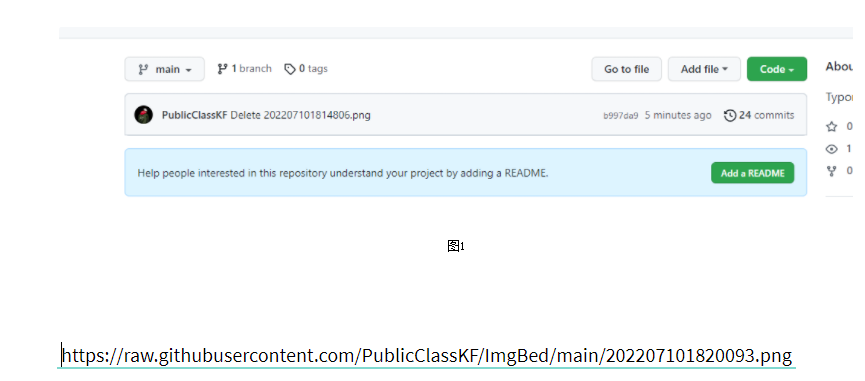 main 1 branch 0 tags Go to file Add file Code
PublicClassKF Delete 202207101814806.png b997da9 5 minutes ago 24 commits
Help people interested in this repository understand your project by adding a README. Add a README
Abou
Typor
0
1
0
图1
https://raw.githubusercontent.com/PublicClassKF/ImgBed/main/202207101820093.png